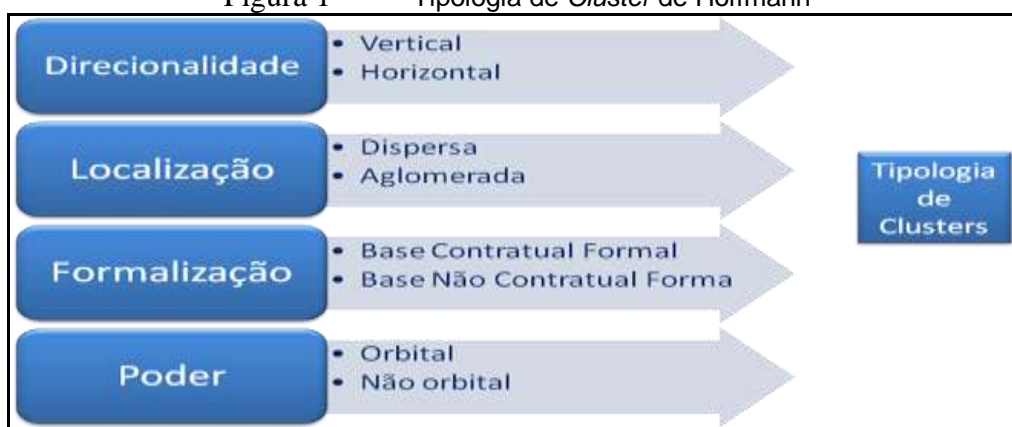 Figura 1 Tipologia de Cluster de Hoffmann
Direcionalidade
• Vertical
• Horizontal
Localização
• Dispersa
• Aglomerada
Formalização
• Base Contratual Formal
• Base Não Contratual Forma
Poder
• Orbital
• Não orbital
Tipologia
de
Clusters